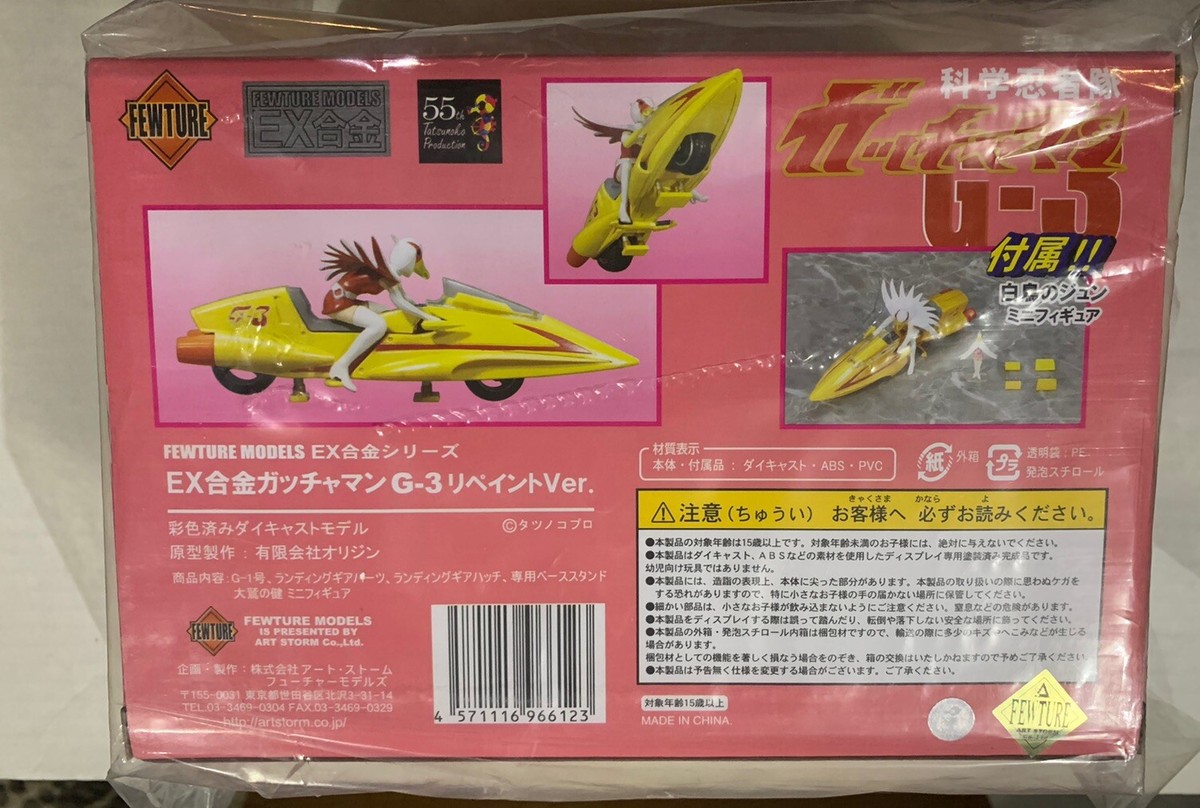 FEWTURE
FEWTURE MODELS
EX合金
55th
Tatsunoko
Production
科学忍者隊
ガッチャマン
G-3
付属!!
白鳥のジュン
ミニフィギュア
G-3
FEWTURE MODELS EX合金シリーズ
EX合金ガッチャマンG-3リペイントVer.
彩色済みダイキャストモデル
©タツノコプロ
原型製作：有限会社オリジン
商品内容：G-1号、ランディングギアパーツ、ランディングギアハッチ、専用ベーススタンド
大鷲の健 ミニフィギュア
FEWTURE
FEWTURE MODELS
IS PRESENTED BY
ART STORM Co.,Ltd.
企画・製作：株式会社アート・ストーム
フューチャーモデルズ
〒155-0031 東京都世田谷区北沢3-31-14
TEL.03-3469-0304 FAX.03-3469-0329
http://artstorm.co.jp/
4 571116 966123
材質表示
本体・付属品：ダイキャスト・ABS・PVC
紙 外箱
プラ 透明袋：PE
発泡スチロール
きゃくさま かなら よ
注意(ちゅうい) お客様へ 必ずお読みください。
●本製品の対象年齢は15歳以上です。対象年齢未満のお子様には、絶対に与えないでください。
●本製品はダイキャスト、ABSなどの素材を使用したディスプレイ専用塗装済み完成品です。
幼児向け玩具ではありません。
●本製品には、造詣の表現上、本体に尖った部分があります。本製品の取り扱いの際に思わぬケガを
する恐れがありますので、特に小さなお子様の手の届かない場所に保管してください。
●細かい部品は、小さなお子様が飲み込まないようにご注意ください。窒息などの危険があります。
●本製品をディスプレイする際は誤って踏んだり、転倒や落下しない安全な場所に飾ってください。
●本製品の外箱・発泡スチロール内箱は梱包材ですので、輸送の際に多少のキズやへこみなどが生じる
場合があります。
梱包材としての機能を著しく損なう場合をのぞき、箱の交換はいたしかねますので予めご了承ください。
●本製品は予告無く仕様を変更する場合がございます。ご了承ください。
対象年齢15歳以上
MADE IN CHINA.
FEWTURE
ART STORM